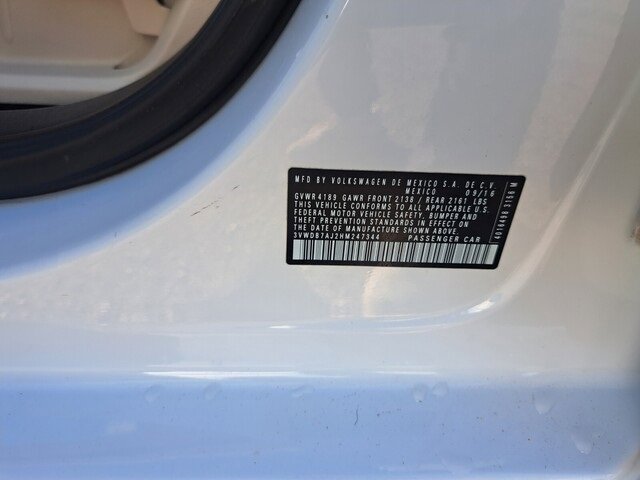 MFD BY VOLKSWAGEN DE MEXICO S.A. DE C.V.
MEXICO 09/16
GVWR4189 GAWR FRONT 2138 / REAR 2161 LBS
THIS VEHICLE CONFORMS TO ALL APPLICABLE U.S.
FEDERAL MOTOR VEHICLE SAFETY, BUMPER AND
THEFT PREVENTION STANDARDS IN EFFECT ON
THE DATE OF MANUFACTURE SHOWN ABOVE.
3VWDB7AJ2HM247344 PASSENGER CAR